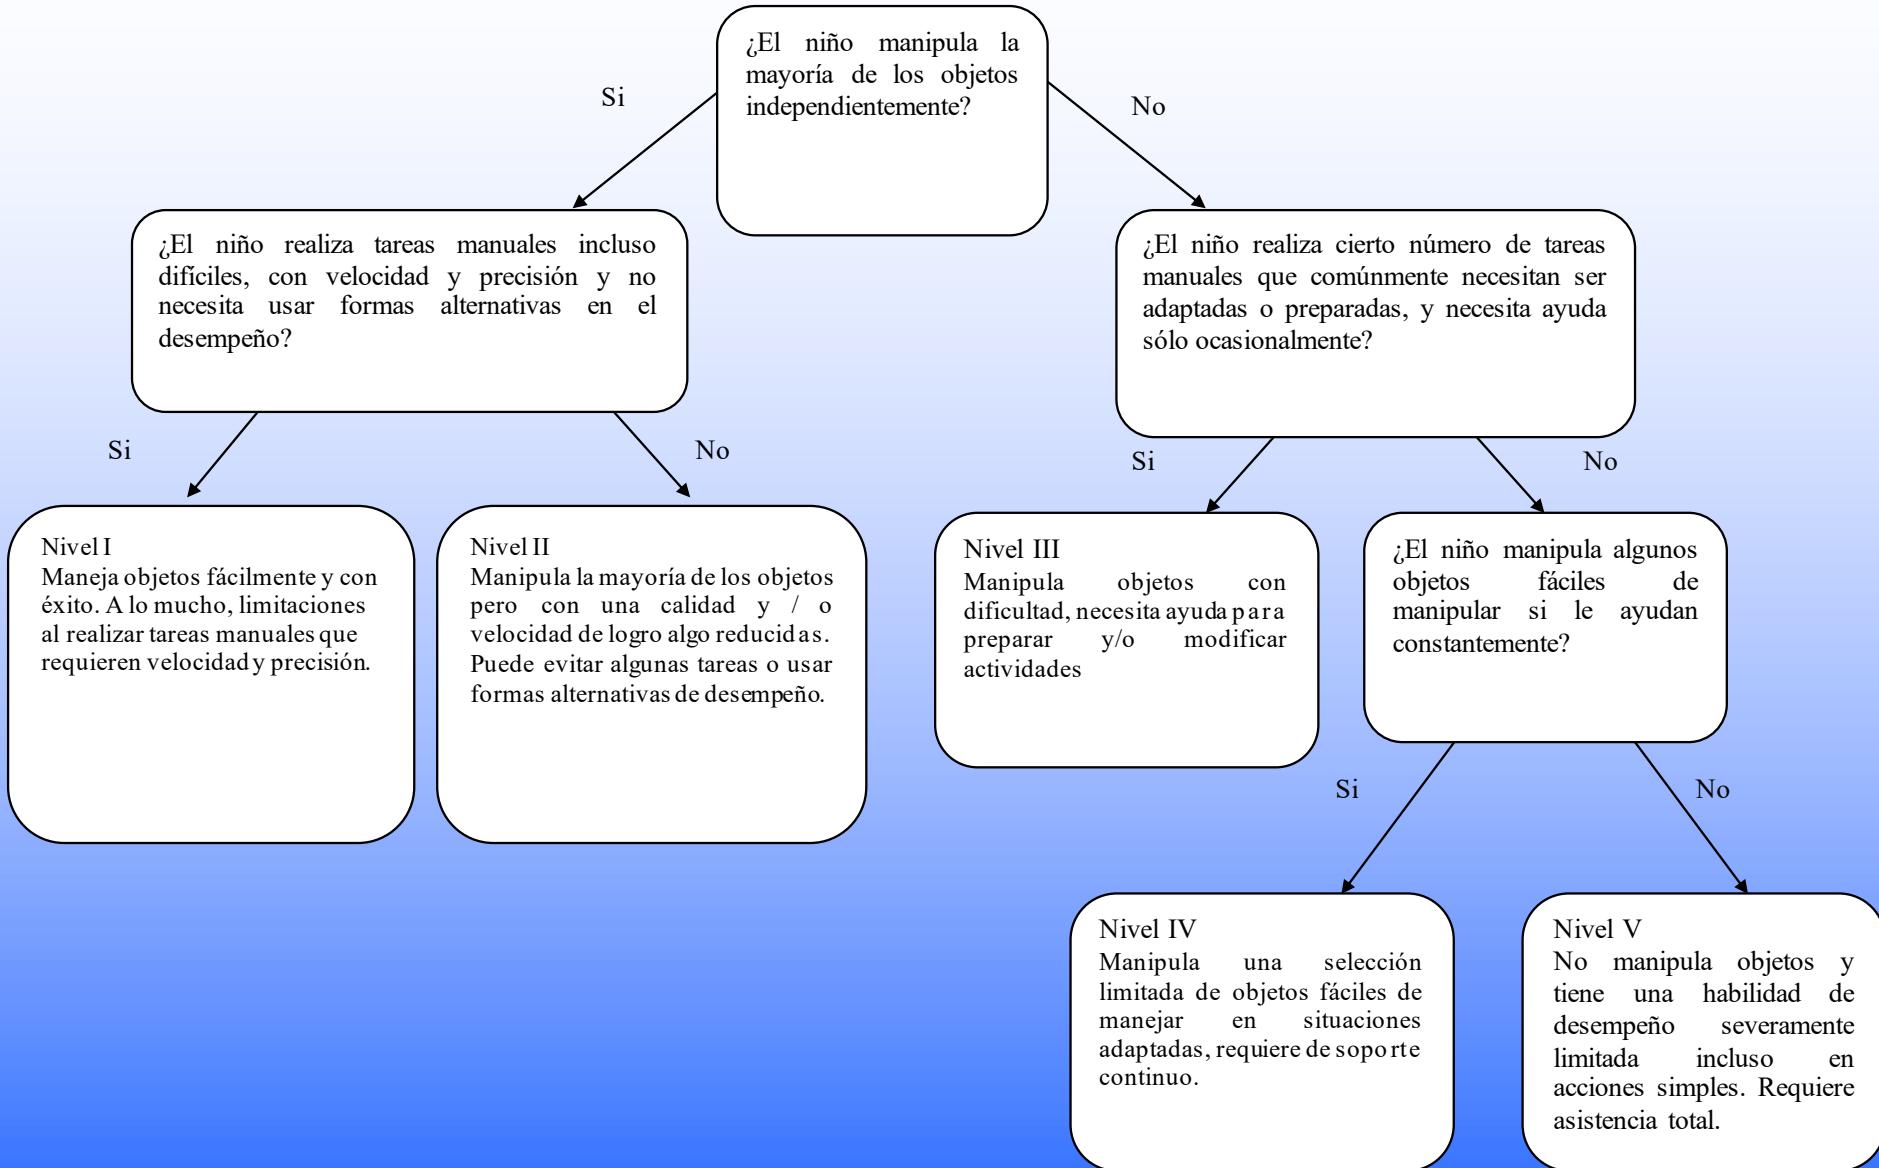 ¿El niño manipula la
mayoría de los objetos
independientemente?
Si
No
¿El niño realiza tareas manuales incluso
difíciles, con velocidad y precisión y no
necesita usar formas alternativas en el
desempeño?
¿El niño realiza cierto número de tareas
manuales que comúnmente necesitan ser
adaptadas o preparadas, y necesita ayuda
sólo ocasionalmente?
Si
No
Si
No
Nivel I
Maneja objetos fácilmente y con
éxito. A lo mucho, limitaciones
al realizar tareas manuales que
requieren velocidad y precisión.
Nivel II
Manipula la mayoría de los objetos
pero con una calidad y / o
velocidad de logro algo reducidas.
Puede evitar algunas tareas o usar
formas alternativas de desempeño.
Nivel III
Manipula objetos con
dificultad, necesita ayuda para
preparar y/o modificar
actividades
¿El niño manipula algunos
objetos fáciles de
manipular si le ayudan
constantemente?
Si
No
Nivel IV
Manipula una selección
limitada de objetos fáciles de
manejar en situaciones
adaptadas, requiere de soporte
continuo.
Nivel V
No manipula objetos y
tiene una habilidad de
desempeño severamente
limitada incluso en
acciones simples. Requiere
asistencia total.